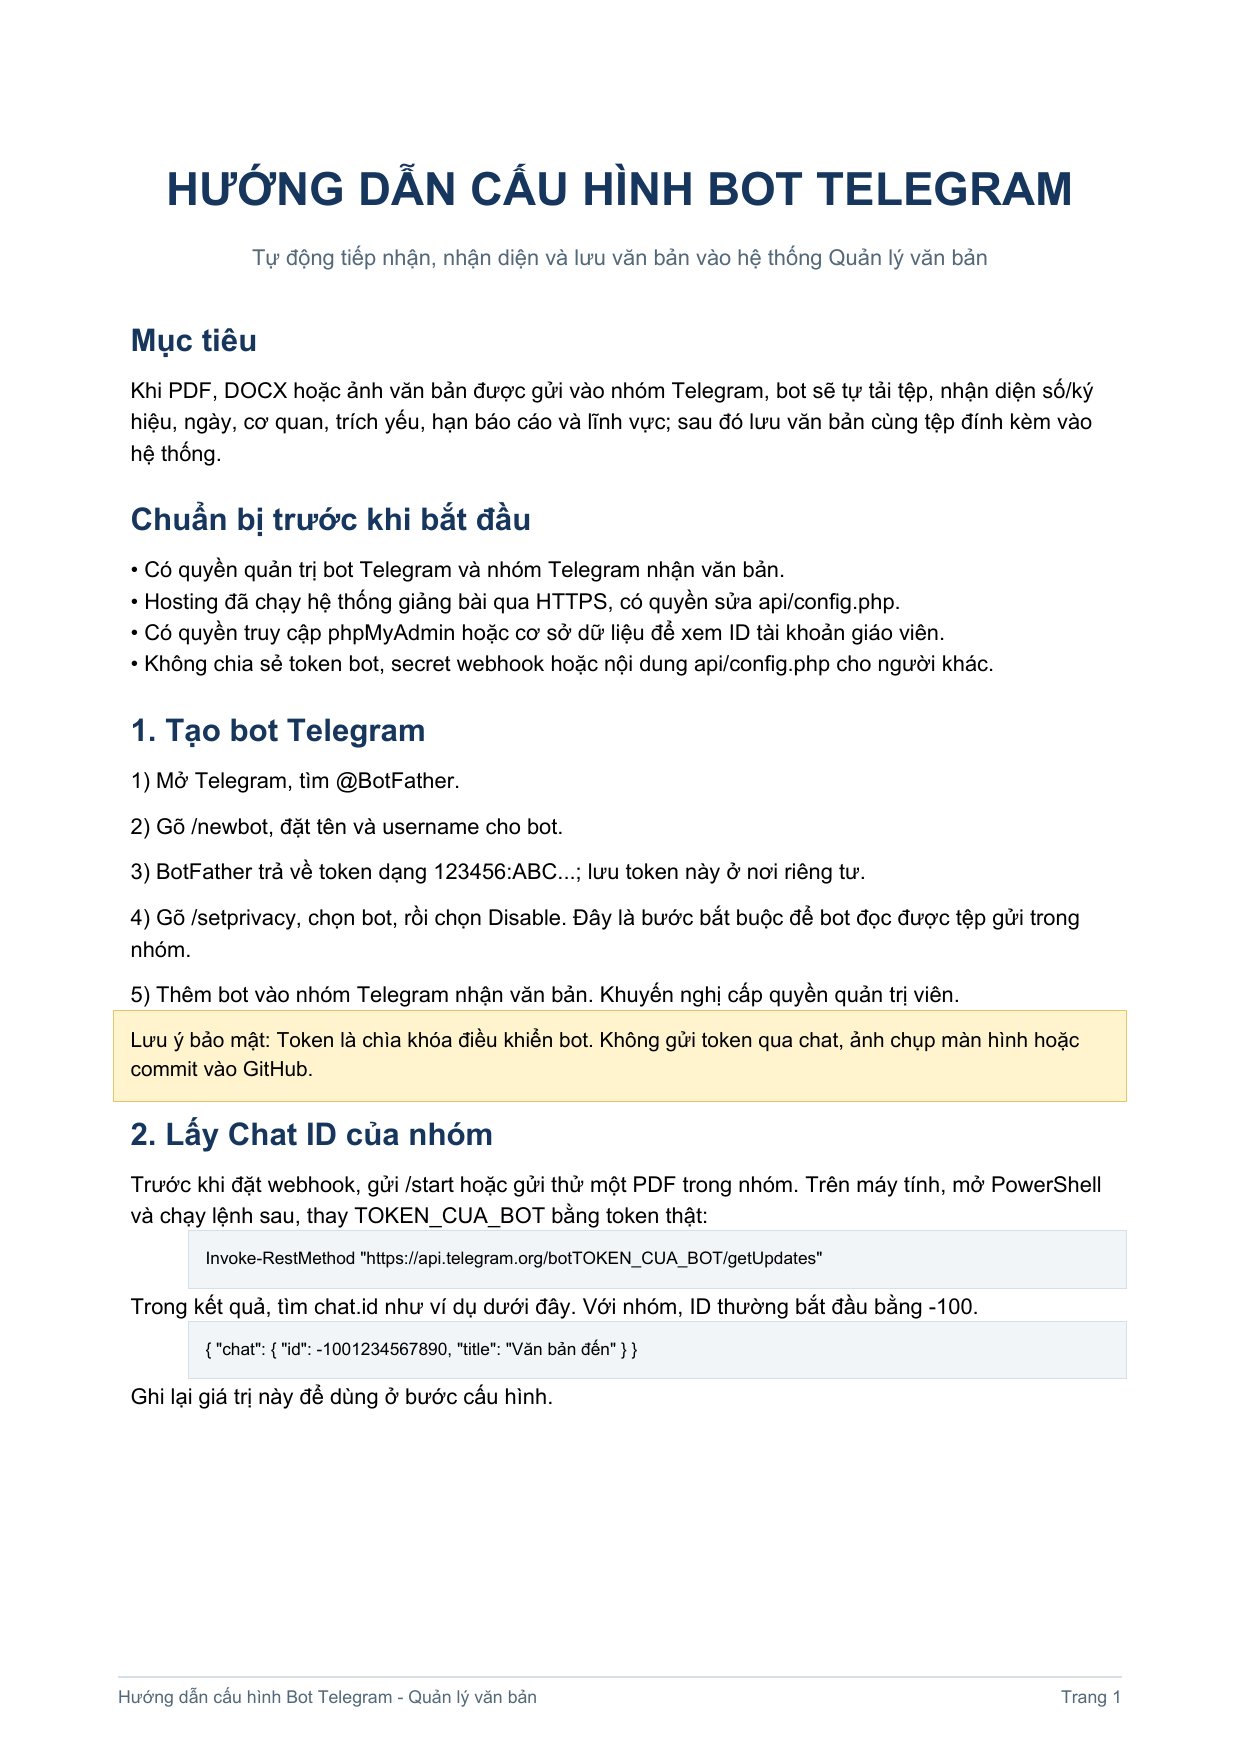 HƯỚNG DẪN CẤU HÌNH BOT TELEGRAM
Tự động tiếp nhận, nhận diện và lưu văn bản vào hệ thống Quản lý văn bản
Mục tiêu
Khi PDF, DOCX hoặc ảnh văn bản được gửi vào nhóm Telegram, bot sẽ tự tải tệp, nhận diện số/ký
hiệu, ngày, cơ quan, trích yếu, hạn báo cáo và lĩnh vực; sau đó lưu văn bản cùng tệp đính kèm vào
hệ thống.
Chuẩn bị trước khi bắt đầu
• Có quyền quản trị bot Telegram và nhóm Telegram nhận văn bản.
• Hosting đã chạy hệ thống giảng bài qua HTTPS, có quyền sửa api/config.php.
• Có quyền truy cập phpMyAdmin hoặc cơ sở dữ liệu để xem ID tài khoản giáo viên.
• Không chia sẻ token bot, secret webhook hoặc nội dung api/config.php cho người khác.
1. Tạo bot Telegram
1) Mở Telegram, tìm @BotFather.
2) Gõ /newbot, đặt tên và username cho bot.
3) BotFather trả về token dạng 123456:ABC...; lưu token này ở nơi riêng tư.
4) Gõ /setprivacy, chọn bot, rồi chọn Disable. Đây là bước bắt buộc để bot đọc được tệp gửi trong
nhóm.
5) Thêm bot vào nhóm Telegram nhận văn bản. Khuyến nghị cấp quyền quản trị viên.
Lưu ý bảo mật: Token là chìa khóa điều khiển bot. Không gửi token qua chat, ảnh chụp màn hình hoặc
commit vào GitHub.
2. Lấy Chat ID của nhóm
Trước khi đặt webhook, gửi /start hoặc gửi thử một PDF trong nhóm. Trên máy tính, mở PowerShell
và chạy lệnh sau, thay TOKEN_CUA_BOT bằng token thật:
Invoke-RestMethod "https://api.telegram.org/botTOKEN_CUA_BOT/getUpdates"
Trong kết quả, tìm chat.id như ví dụ dưới đây. Với nhóm, ID thường bắt đầu bằng -100.
{ "chat": { "id": -1001234567890, "title": "Văn bản đến" } }
Ghi lại giá trị này để dùng ở bước cấu hình.
Hướng dẫn cấu hình Bot Telegram - Quản lý văn bản
Trang 1